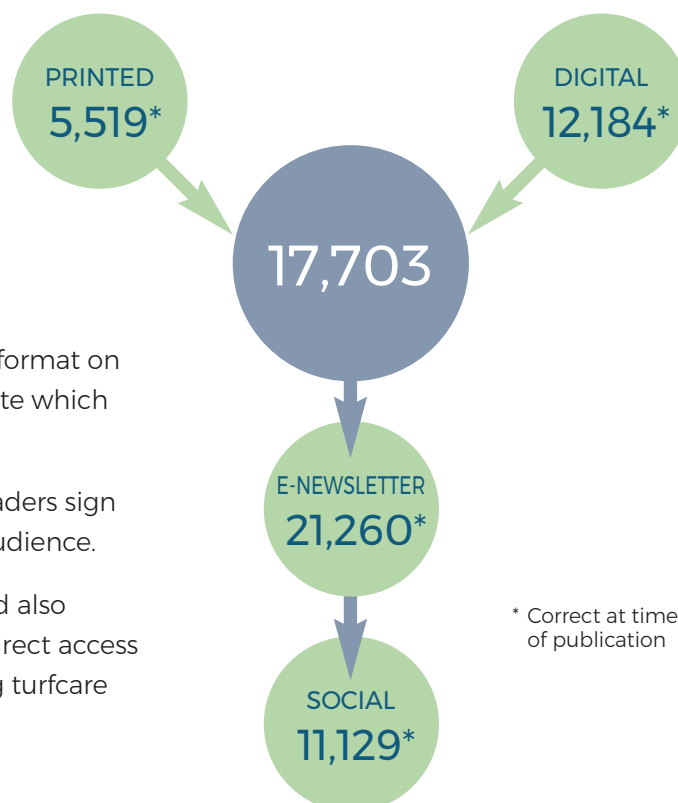 PRINTED
5,519*
DIGITAL
12,184*
17,703
format on
te which
aders sign
udience.
d also
irect access
g turfcare
E-NEWSLETTER
21,260*
* Correct at time
of publication
SOCIAL
11,129*